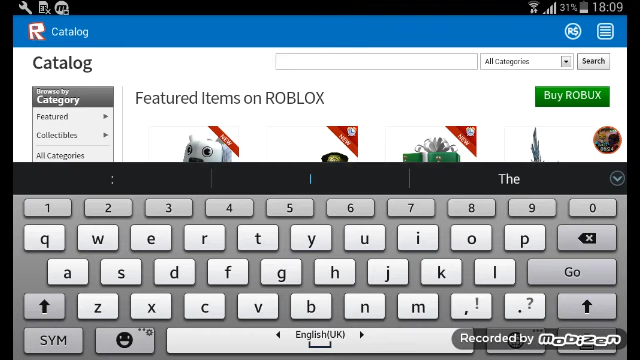 31% 18:09
R Catalog R$
Catalog
All Categories
Search
Browse by
Category
Featured
Collectibles
All Categories
Featured Items on ROBLOX
Buy ROBUX
NEW NEW NEW
: I The
1 2 3 4 5 6 7 8 9 0
q w e r t y u i o p
a s d f g h j k l Go
z x c v b n m , ! . ?
SYM English(UK)
Recorded by Mobizen